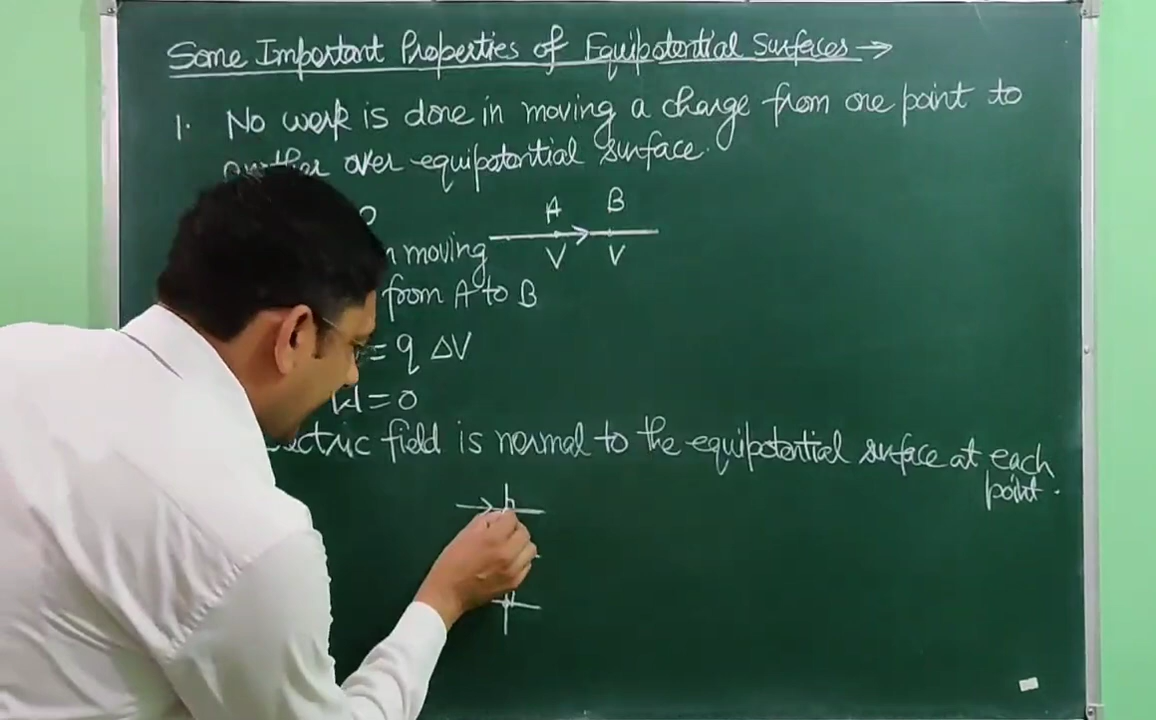 Some Important Properties of Equipotential Surfaces →
1. No work is done in moving a charge from one point to
another over equipotential surface.
A B
moving V V
from A to B
= q ΔV
W = 0
field is normal to the equipotential surface at each
point.